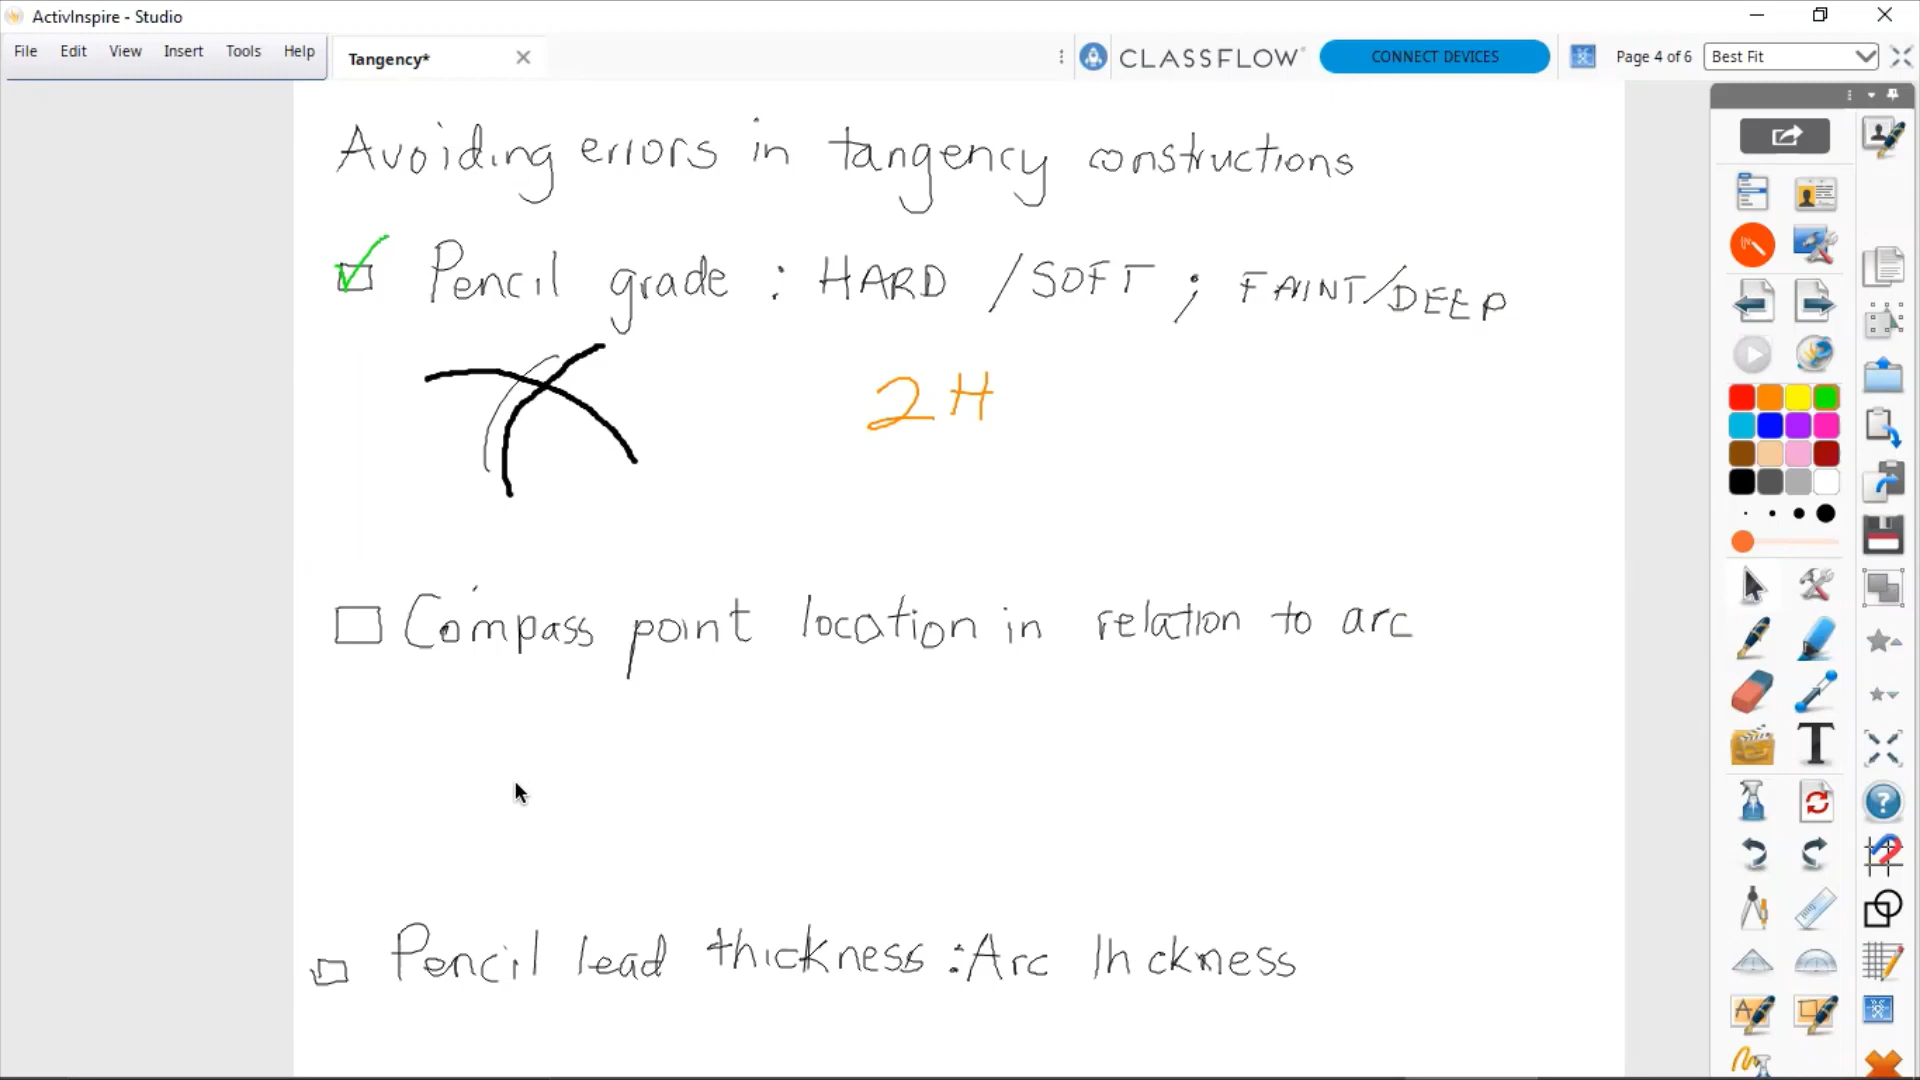 ActivInspire - Studio
File Edit View Insert Tools Help
Tangency*
CLASSFLOW
CONNECT DEVICES
Page 4 of 6
Best Fit
Avoiding errors in tangency constructions
Pencil grade : HARD / SOFT ; FAINT/DEEP
2H
Compass point location in relation to arc
Pencil lead thickness : Arc thckness